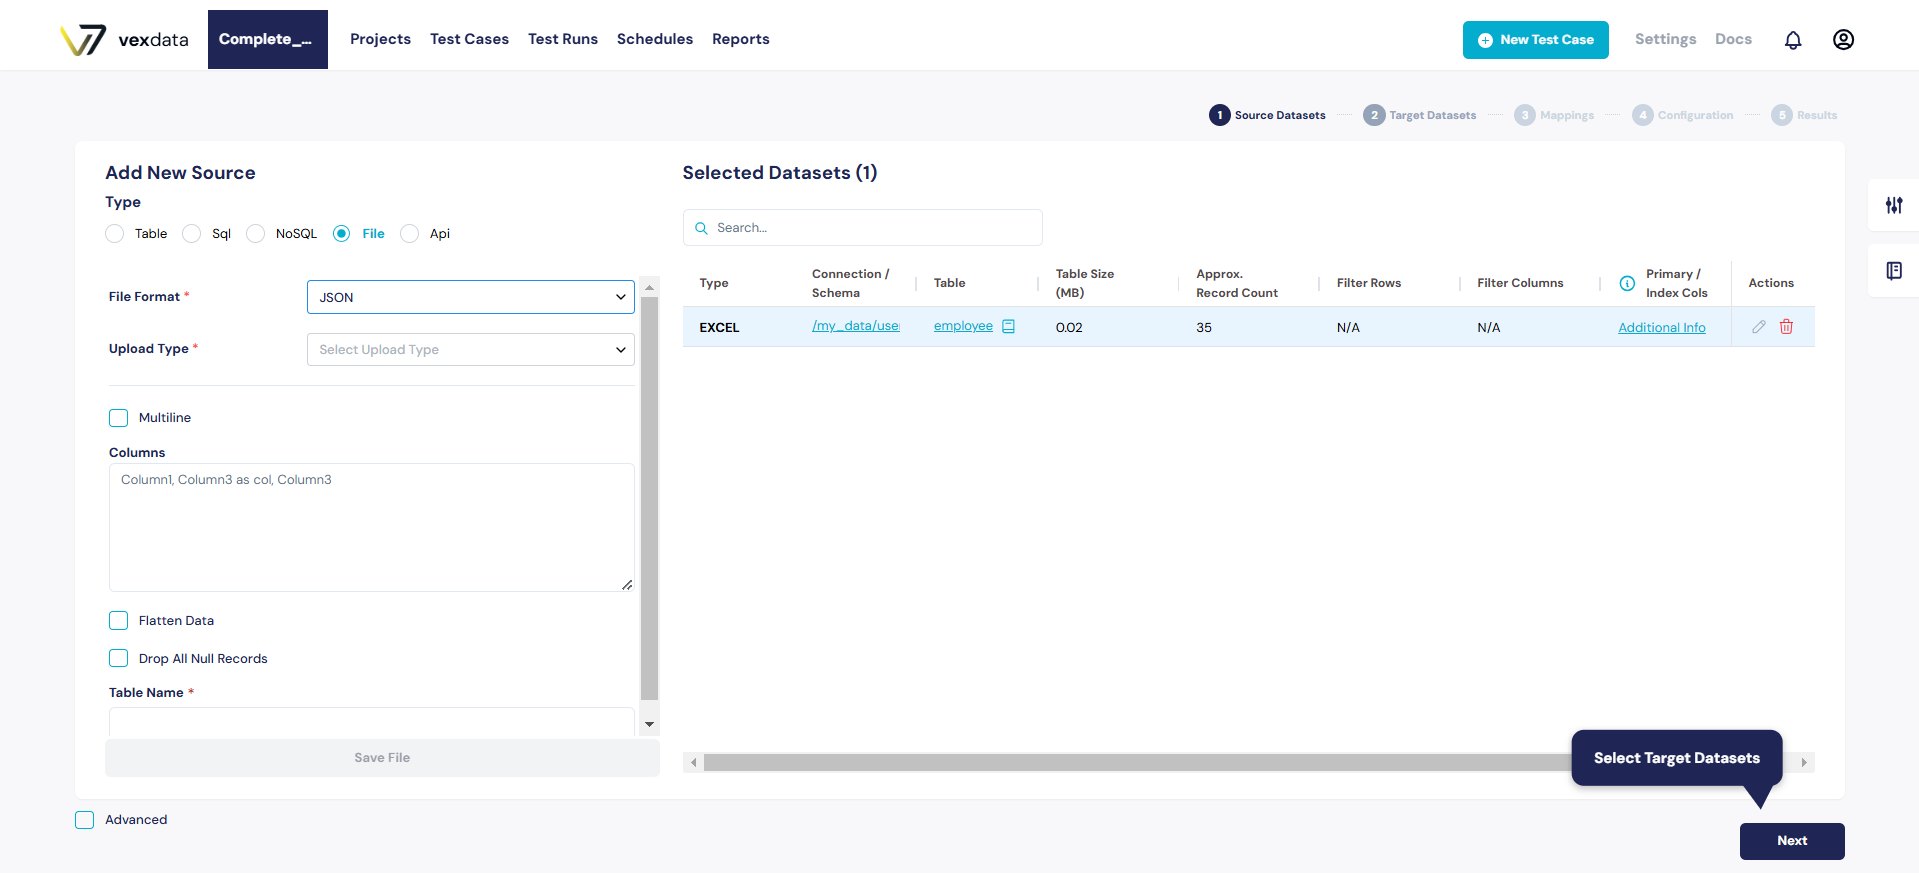 vexdata
Complete_...
Projects
Test Cases
Test Runs
Schedules
Reports
New Test Case
Settings
Docs
1 Source Datasets
2 Target Datasets
3 Mappings
4 Configuration
5 Results
Add New Source
Type
Table
Sql
NoSQL
File
Api
File Format *
JSON
Upload Type *
Select Upload Type
Multiline
Columns
Column1, Column3 as col, Column3
Flatten Data
Drop All Null Records
Table Name *
Save File
Advanced
Selected Datasets (1)
Search...
Type
Connection /
Schema
Table
Table Size
(MB)
Approx.
Record Count
Filter Rows
Filter Columns
Primary /
Index Cols
Actions
EXCEL
/my_data/use
employee
0.02
35
N/A
N/A
Additional Info
Select Target Datasets
Next